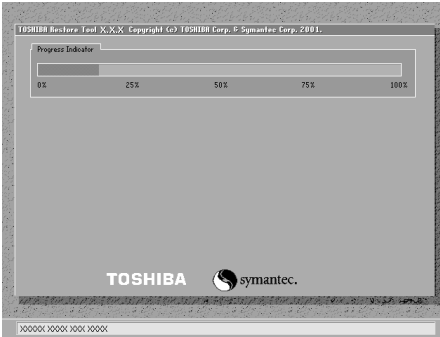 TOSHIBA Restore Tool X.X.X Copyright (c) TOSHIBA Corp. & Symantec Corp. 2001.
Progress Indicator
0% 25% 50% 75% 100%
TOSHIBA symantec.
XXXXX XXXX XXX XXXX